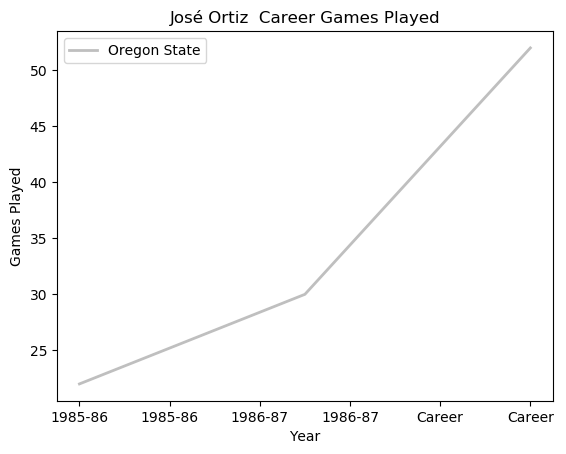 José Ortiz  Career Games Played
Oregon State
50
45
40
35
30
25
Games Played
1985-86 1985-86 1986-87 1986-87 Career Career
Year